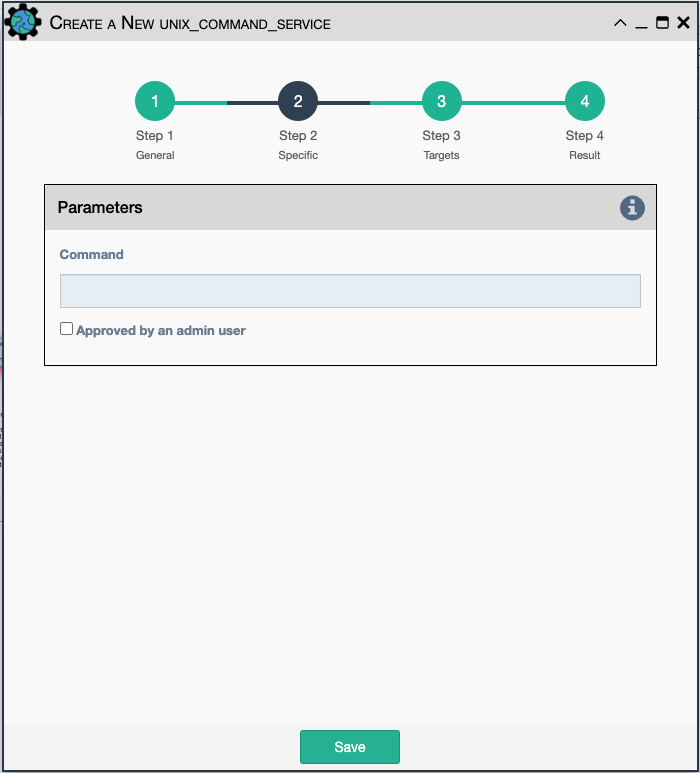 Create a New unix_command_service
1 2 3 4
Step 1 Step 2 Step 3 Step 4
General Specific Targets Result
Parameters
Command
Approved by an admin user
Save